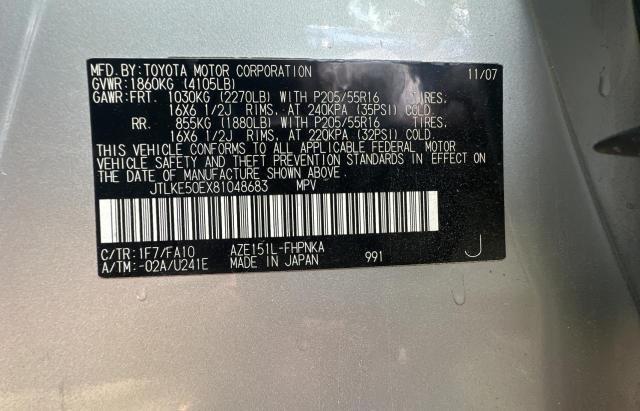 MFD.BY:TOYOTA MOTOR CORPORATION 11/07
GVWR:1860KG (4105LB)
GAWR:FRT. 1030KG (2270LB) WITH P205/55R16 TIRES,
16X6 1/2J RIMS, AT 240KPA (35PSI) COLD
RR. 855KG (1880LB) WITH P205/55R16 TIRES,
16X6 1/2J RIMS, AT 220KPA (32PSI) COLD
THIS VEHICLE CONFORMS TO ALL APPLICABLE FEDERAL MOTOR
VEHICLE SAFETY AND THEFT PREVENTION STANDARDS IN EFFECT ON
THE DATE OF MANUFACTURE SHOWN ABOVE.
JTLKE50EX81048683 MPV
C/TR:1F7/FA10 AZE151L-FHPNKA
A/TM:-02A/U241E MADE IN JAPAN 991 J